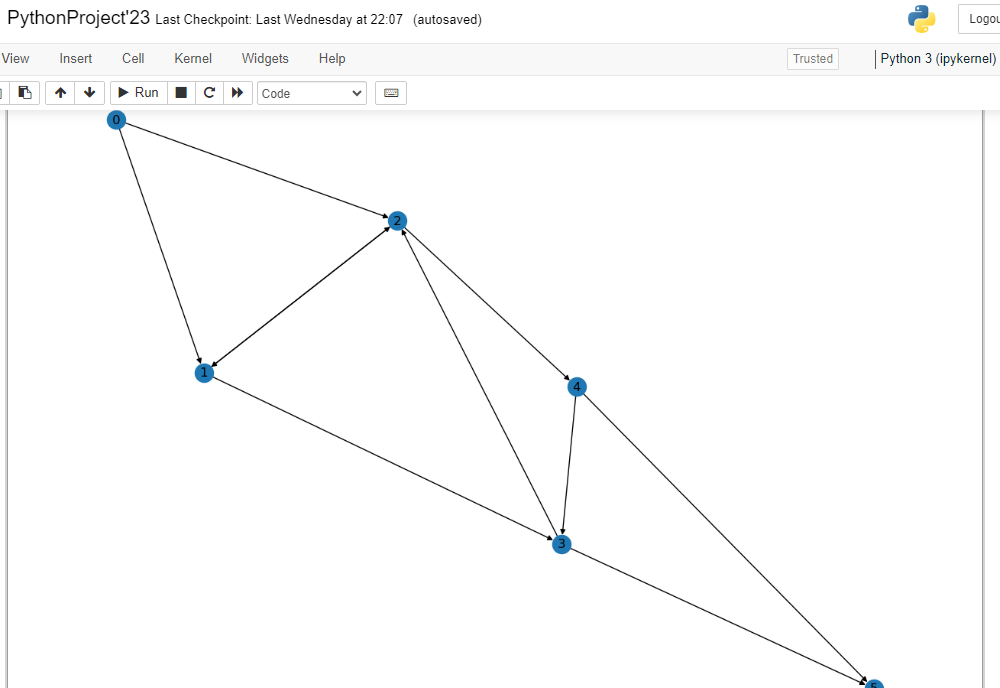 PythonProject'23 Last Checkpoint: Last Wednesday at 22:07 (autosaved)
View Insert Cell Kernel Widgets Help Trusted Python 3 (ipykernel)
Run Code
0
2
1
4
3